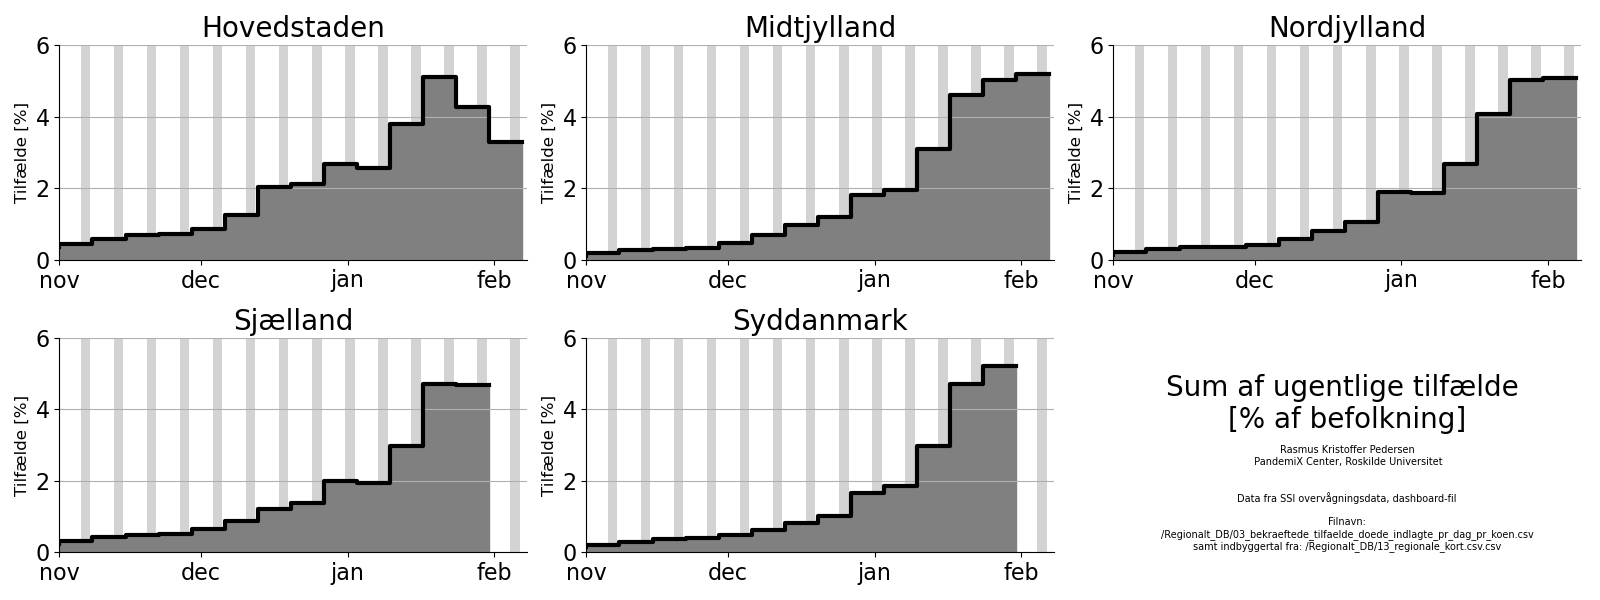 Hovedstaden
Tilfælde [%]
6
4
2
0
nov
dec
jan
feb
Midtjylland
Tilfælde [%]
6
4
2
0
nov
dec
jan
feb
Nordjylland
Tilfælde [%]
6
4
2
0
nov
dec
jan
feb
Sjælland
Tilfælde [%]
6
4
2
0
nov
dec
jan
feb
Syddanmark
Tilfælde [%]
6
4
2
0
nov
dec
jan
feb
Sum af ugentlige tilfælde
[% af befolkning]
Rasmus Kristoffer Pedersen
PandemiX Center, Roskilde Universitet
Data fra SSI overvågningsdata, dashboard-fil
Filnavn:
/Regionalt_DB/03_bekraeftede_tilfaelde_doede_indlagte_pr_dag_pr_koen.csv
samt indbyggertal fra: /Regionalt_DB/13_regionale_kort.csv.csv